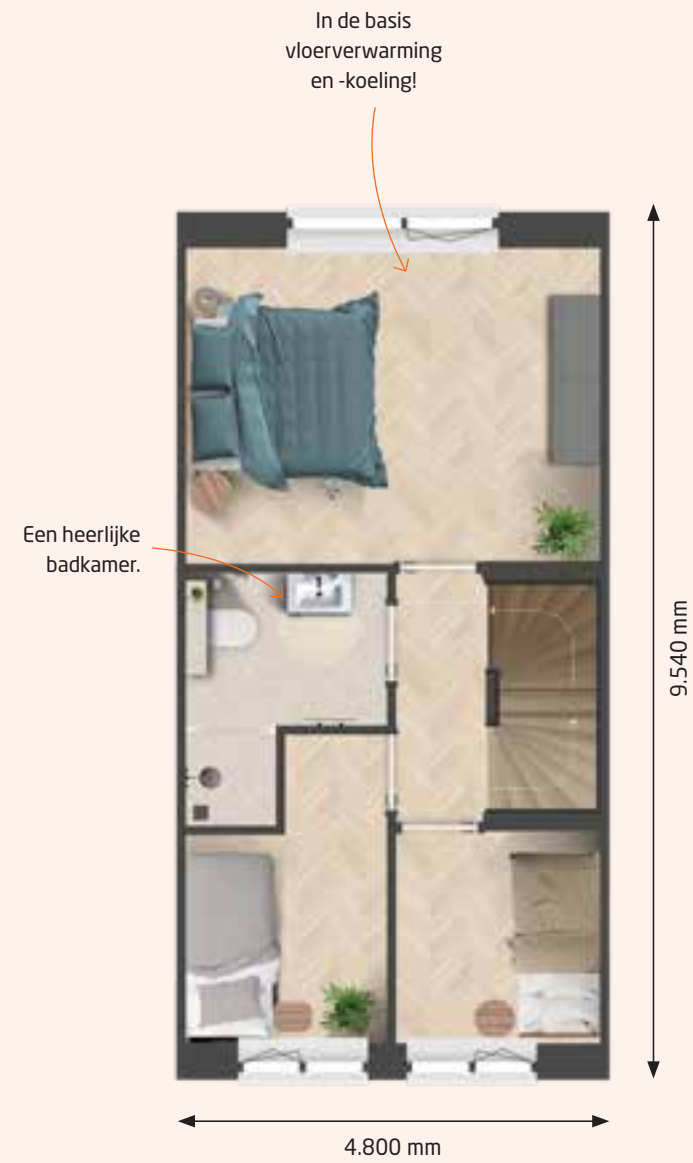 In de basis
vloerverwarming
en -koeling!
Een heerlijke
badkamer.
9.540 mm
4.800 mm